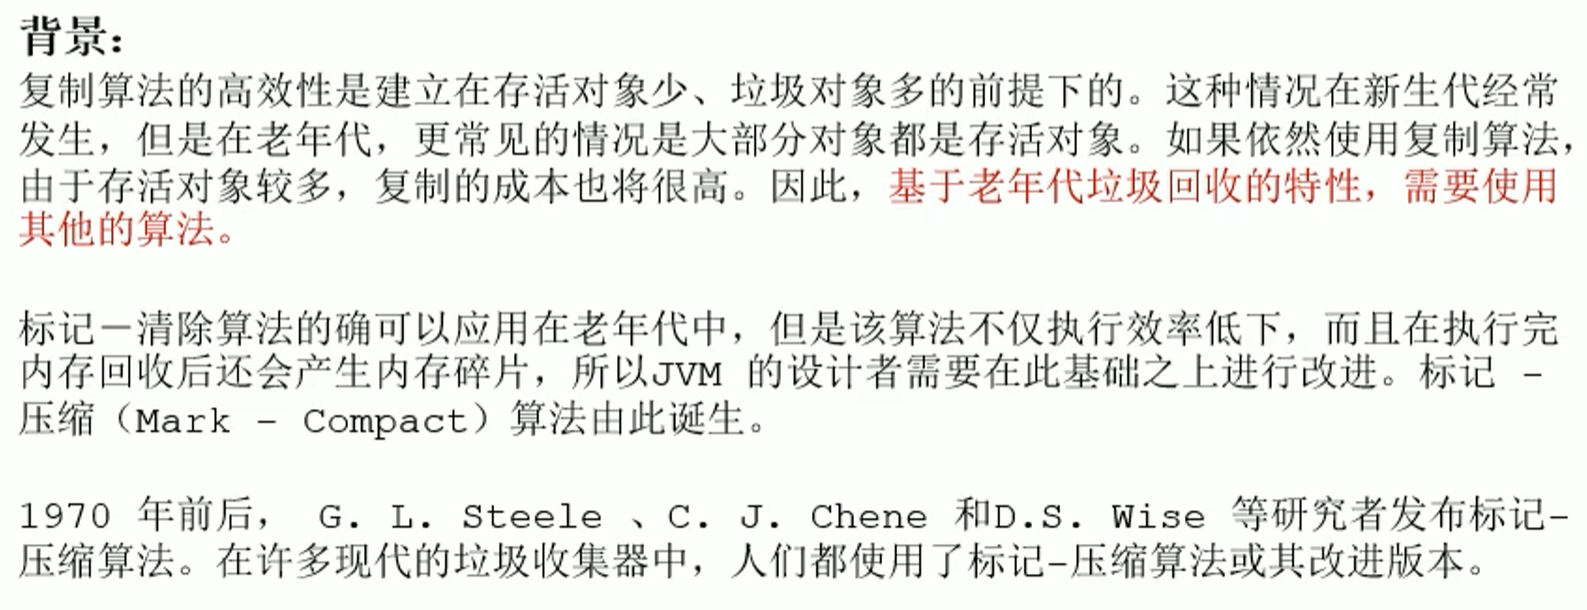 背景：
复制算法的高效性是建立在存活对象少、垃圾对象多的前提下的。这种情况在新生代经常
发生，但是在老年代，更常见的情况是大部分对象都是存活对象。如果依然使用复制算法，
由于存活对象较多，复制的成本也将很高。因此，基于老年代垃圾回收的特性，需要使用
其他的算法。
标记－清除算法的确可以应用在老年代中，但是该算法不仅执行效率低下，而且在执行完
内存回收后还会产生内存碎片，所以JVM 的设计者需要在此基础之上进行改进。标记 -
压缩（Mark - Compact）算法由此诞生。
1970 年前后， G. L. Steele 、C. J. Chene 和D.S. Wise 等研究者发布标记-
压缩算法。在许多现代的垃圾收集器中，人们都使用了标记-压缩算法或其改进版本。